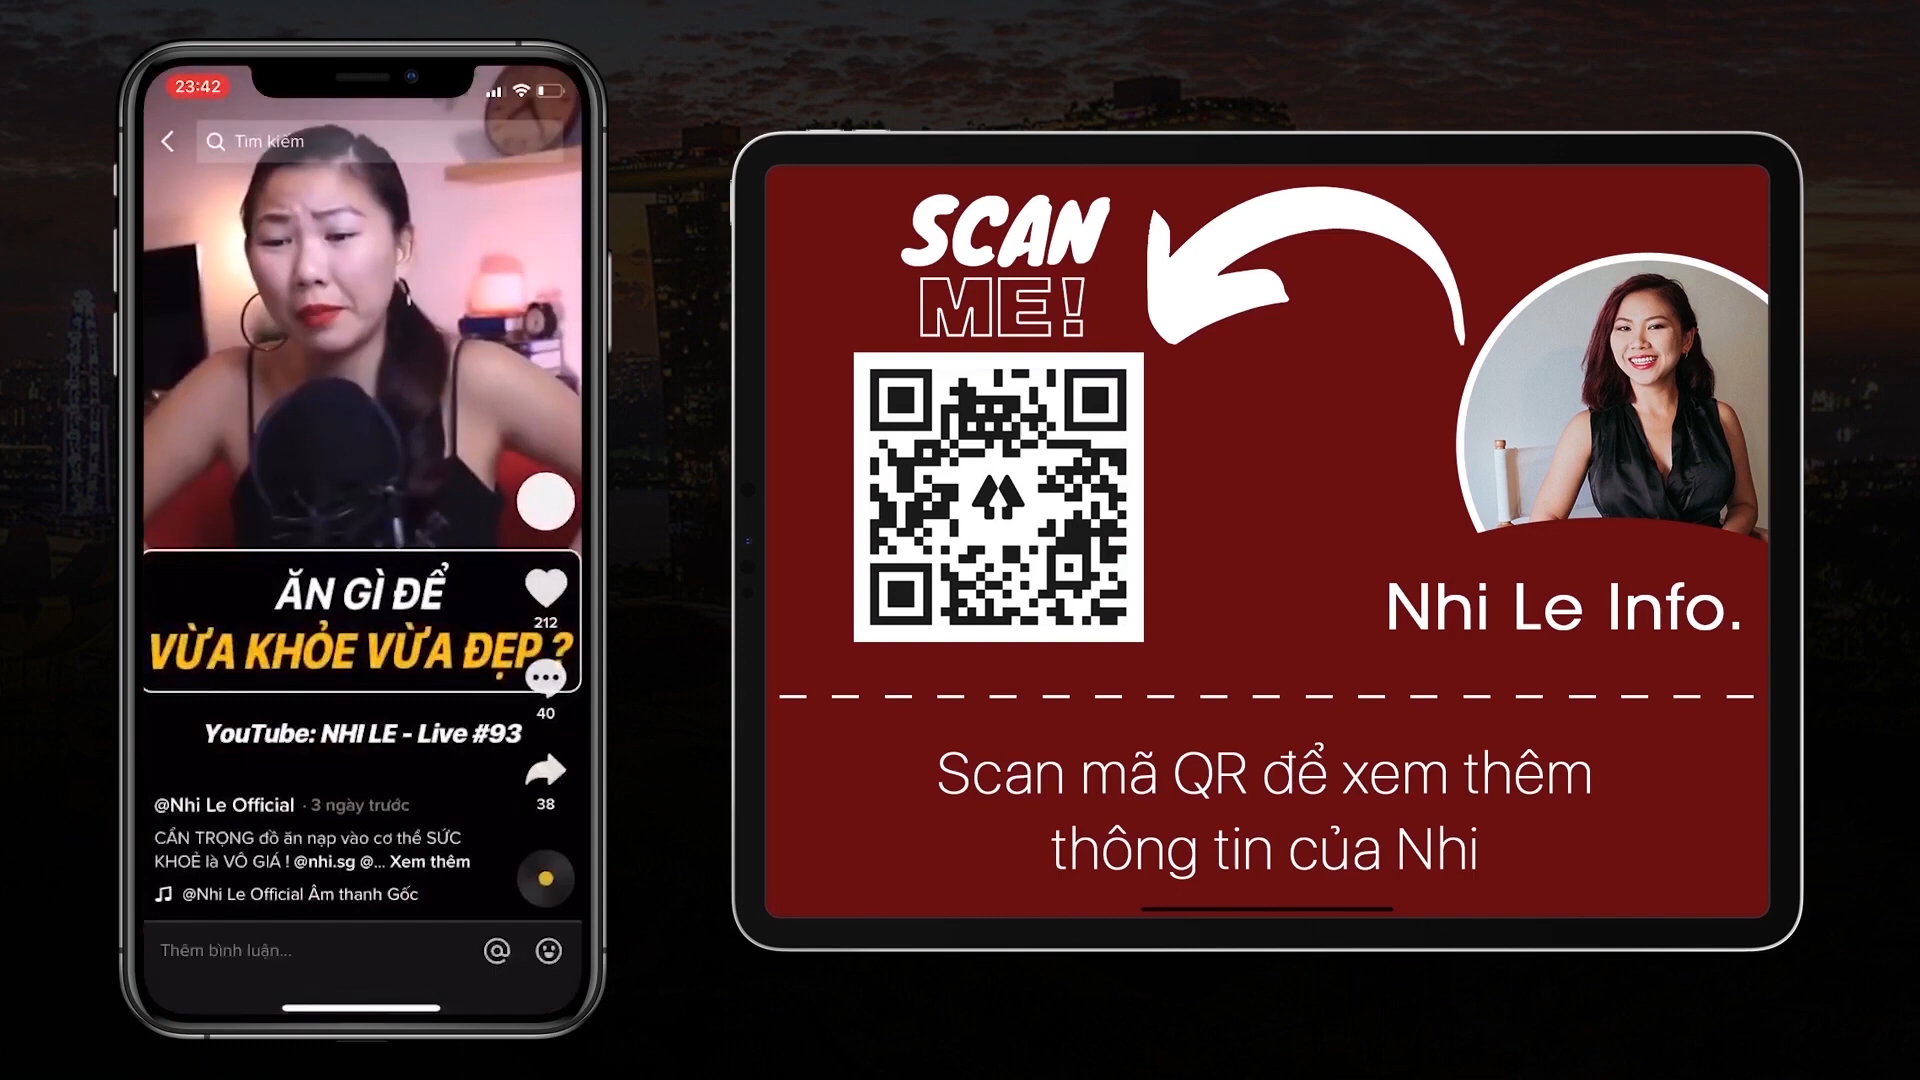 23:42
Tìm kiếm
ĂN GÌ ĐỂ
VỪA KHỎE VỪA ĐẸP ?
212
40
YouTube: NHI LE - Live #93
38
@Nhi Le Official · 3 ngày trước
CẨN TRỌNG đồ ăn nạp vào cơ thể SỨC
KHOẺ là VÔ GIÁ ! @nhi.sg @... Xem thêm
@Nhi Le Official Âm thanh Gốc
Thêm bình luận...
SCAN
ME!
Nhi Le Info.
Scan mã QR để xem thêm
thông tin của Nhi